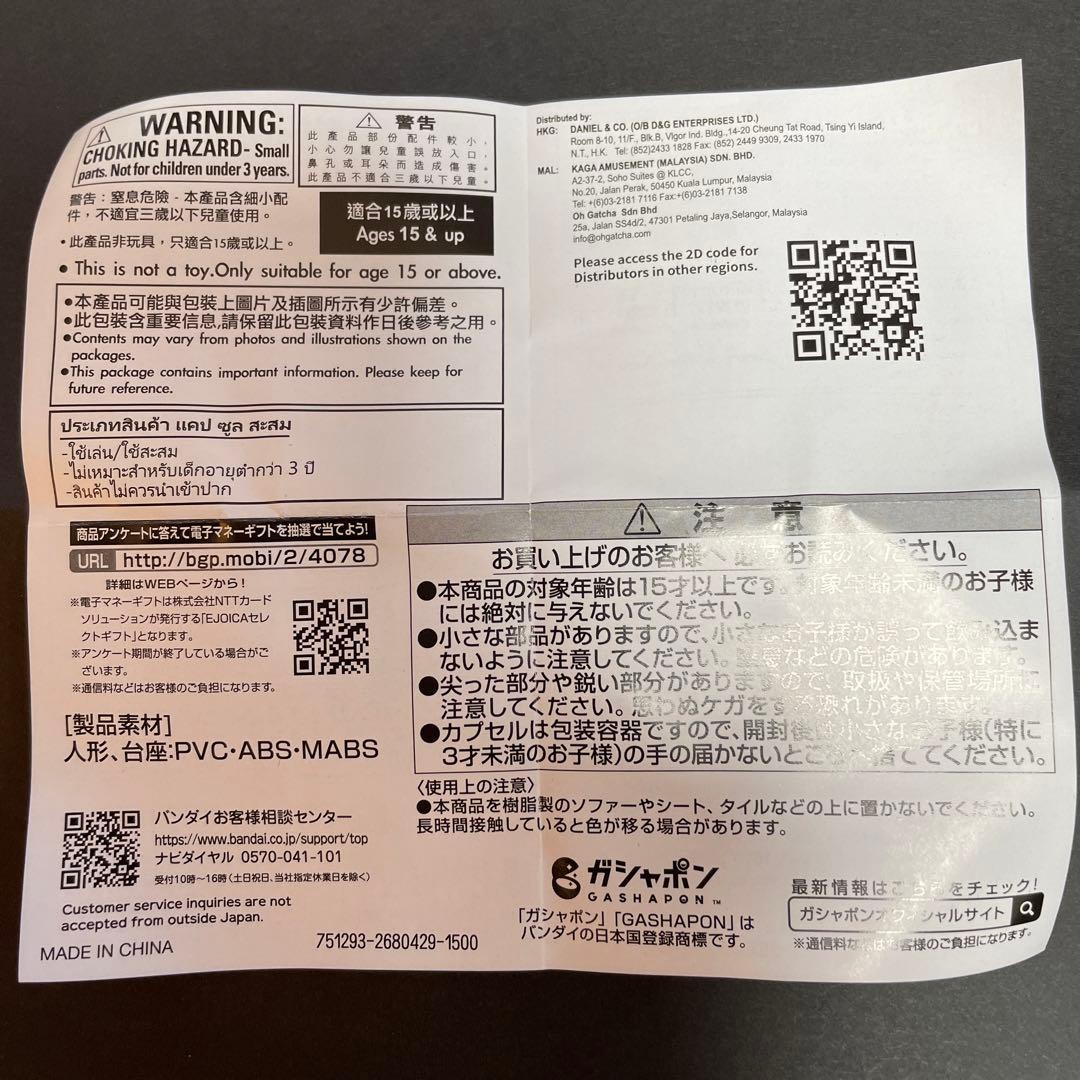 WARNING:
CHOKING HAZARD- Small
parts. Not for children under 3 years.
警告
此產品部份配件較小，
小心勿讓兒童誤放入口，
鼻孔或耳朵而造成傷害。
此產品不適合三歲以下兒童。
警告：窒息危險 - 本產品含細小配
件，不適宜三歲以下兒童使用。
適合15歲或以上
Ages 15 & up
・此產品非玩具，只適合15歲或以上。
• This is not a toy.Only suitable for age 15 or above.
●本產品可能與包裝上圖片及插圖所示有少許偏差。
●此包裝含重要信息,請保留此包裝資料作日後參考之用。
●Contents may vary from photos and illustrations shown on the
packages.
●This package contains important information. Please keep for
future reference.
ประเภทสินค้า แคป ซูล สะสม
-ใช้เล่น/ใช้สะสม
-ไม่เหมาะสำหรับเด็กอายุต่ำกว่า 3 ปี
-สินค้าไม่ควรนำเข้าปาก
Distributed by:
HKG: DANIEL & CO. (O/B D&G ENTERPRISES LTD.)
Room 8-10, 11/F., Blk.B, Vigor Ind. Bldg.,14-20 Cheung Tat Road, Tsing Yi Island,
N.T., H.K. Tel: (852)2433 1828 Fax: (852) 2449 9309, 2433 1970
MAL: KAGA AMUSEMENT (MALAYSIA) SDN. BHD.
A2-37-2, Soho Suites @ KLCC,
No.20, Jalan Perak, 50450 Kuala Lumpur, Malaysia
Tel: +(6)03-2181 7116 Fax:+(6)03-2181 7138
Oh Gatcha Sdn Bhd
25a, Jalan SS4d/2, 47301 Petaling Jaya,Selangor, Malaysia
info@ohgatcha.com
Please access the 2D code for
Distributors in other regions.
商品アンケートに答えて電子マネーギフトを抽選で当てよう!
URL http://bgp.mobi/2/4078
詳細はWEBページから!
※電子マネーギフトは株式会社NTTカード
ソリューションが発行する「EJOICAセレ
クトギフト」となります。
※アンケート期間が終了している場合がご
ざいます。
※通信料などはお客様のご負担になります。
[製品素材]
人形、台座:PVC・ABS・MABS
注意
お買い上げのお客様へ 必ずお読みください。
●本商品の対象年齢は15才以上です。対象年齢未満のお子様
には絶対に与えないでください。
●小さな部品がありますので、小さなお子様が誤って飲み込ま
ないように注意してください。窒息などの危険があります。
●尖った部分や鋭い部分がありますので、取扱や保管場所に
注意してください。思わぬケガをする恐れがあります。
●カプセルは包装容器ですので、開封後は小さなお子様(特に
3才未満のお子様)の手の届かないところへ捨ててください。
〈使用上の注意〉
●本商品を樹脂製のソファーやシート、タイルなどの上に置かないでください。
長時間接触していると色が移る場合があります。
バンダイお客様相談センター
https://www.bandai.co.jp/support/top
ナビダイヤル 0570-041-101
受付10時〜16時(土日祝日、当社指定休業日を除く)
Customer service inquiries are not
accepted from outside Japan.
MADE IN CHINA
751293-2680429-1500
ガシャポン
GASHAPON™
「ガシャポン」「GASHAPON」は
バンダイの日本国登録商標です。
最新情報はこちらをチェック!
ガシャポンオフィシャルサイト
※通信料などはお客様のご負担になります。